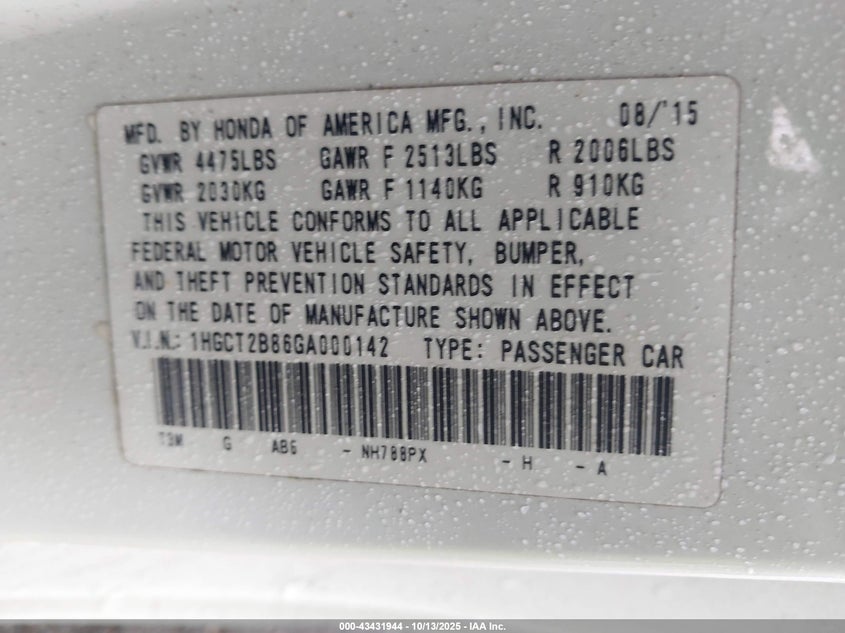 MFD. BY HONDA OF AMERICA MFG., INC. 08/'15
GVWR 4475LBS GAWR F 2513LBS R 2006LBS
GVWR 2030KG GAWR F 1140KG R 910KG
THIS VEHICLE CONFORMS TO ALL APPLICABLE
FEDERAL MOTOR VEHICLE SAFETY, BUMPER,
AND THEFT PREVENTION STANDARDS IN EFFECT
ON THE DATE OF MANUFACTURE SHOWN ABOVE.
V.I.N.: 1HGCT2B86GA000142 TYPE: PASSENGER CAR
T3M G AB6 - NH788PX - H - A
000-43431944 - 10/13/2025 - IAA Inc.